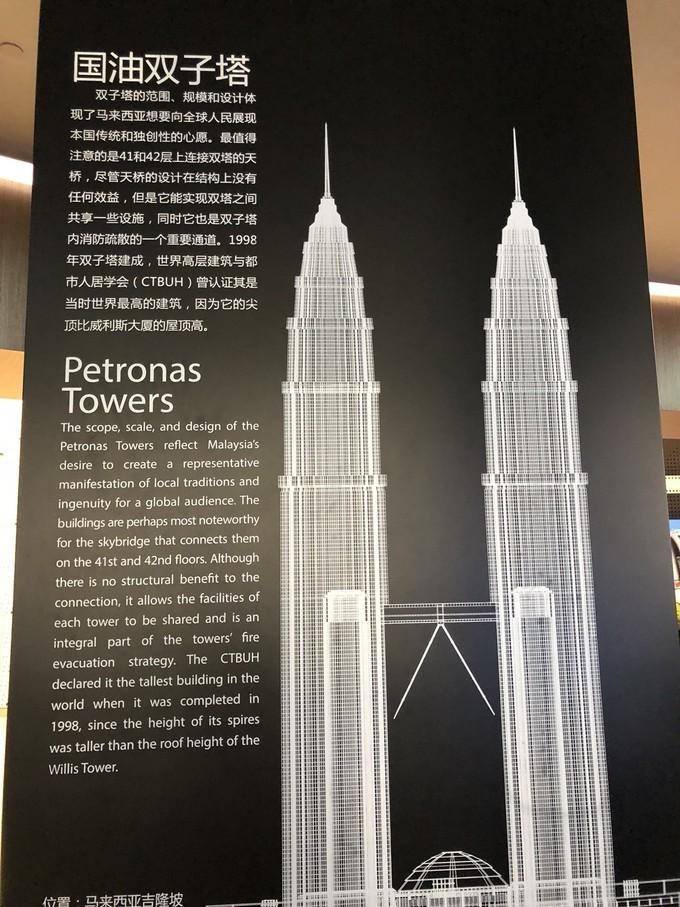 国油双子塔
双子塔的范围、规模和设计体
现了马来西亚想要向全球人民展现
本国传统和独创性的心愿。最值得
注意的是41和42层上连接双塔的天
桥，尽管天桥的设计在结构上没有
任何效益，但是它能实现双塔之间
共享一些设施，同时它也是双子塔
内消防疏散的一个重要通道。1998
年双子塔建成，世界高层建筑与都
市人居学会（CTBUH）曾认证其是
当时世界最高的建筑，因为它的尖
顶比威利斯大厦的屋顶高。
Petronas
Towers
The scope, scale, and design of the
Petronas Towers reflect Malaysia's
desire to create a representative
manifestation of local traditions and
ingenuity for a global audience. The
buildings are perhaps most noteworthy
for the skybridge that connects them
on the 41st and 42nd floors. Although
there is no structural benefit to the
connection, it allows the facilities of
each tower to be shared and is an
integral part of the towers' fire
evacuation strategy. The CTBUH
declared it the tallest building in the
world when it was completed in
1998, since the height of its spires
was taller than the roof height of the
Willis Tower.
位置：马来西亚吉隆坡